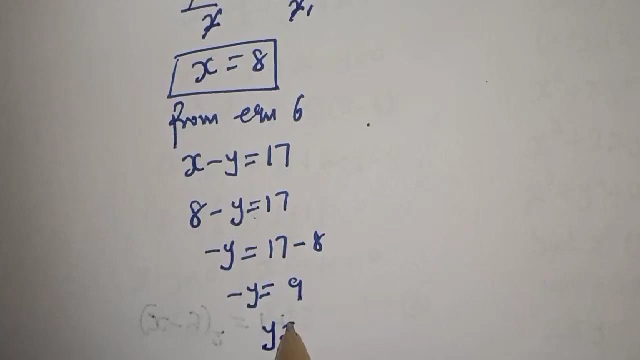 x x,
x = 8
from eqn 6
x - y = 17
8 - y = 17
-y = 17 - 8
-y = 9
y =